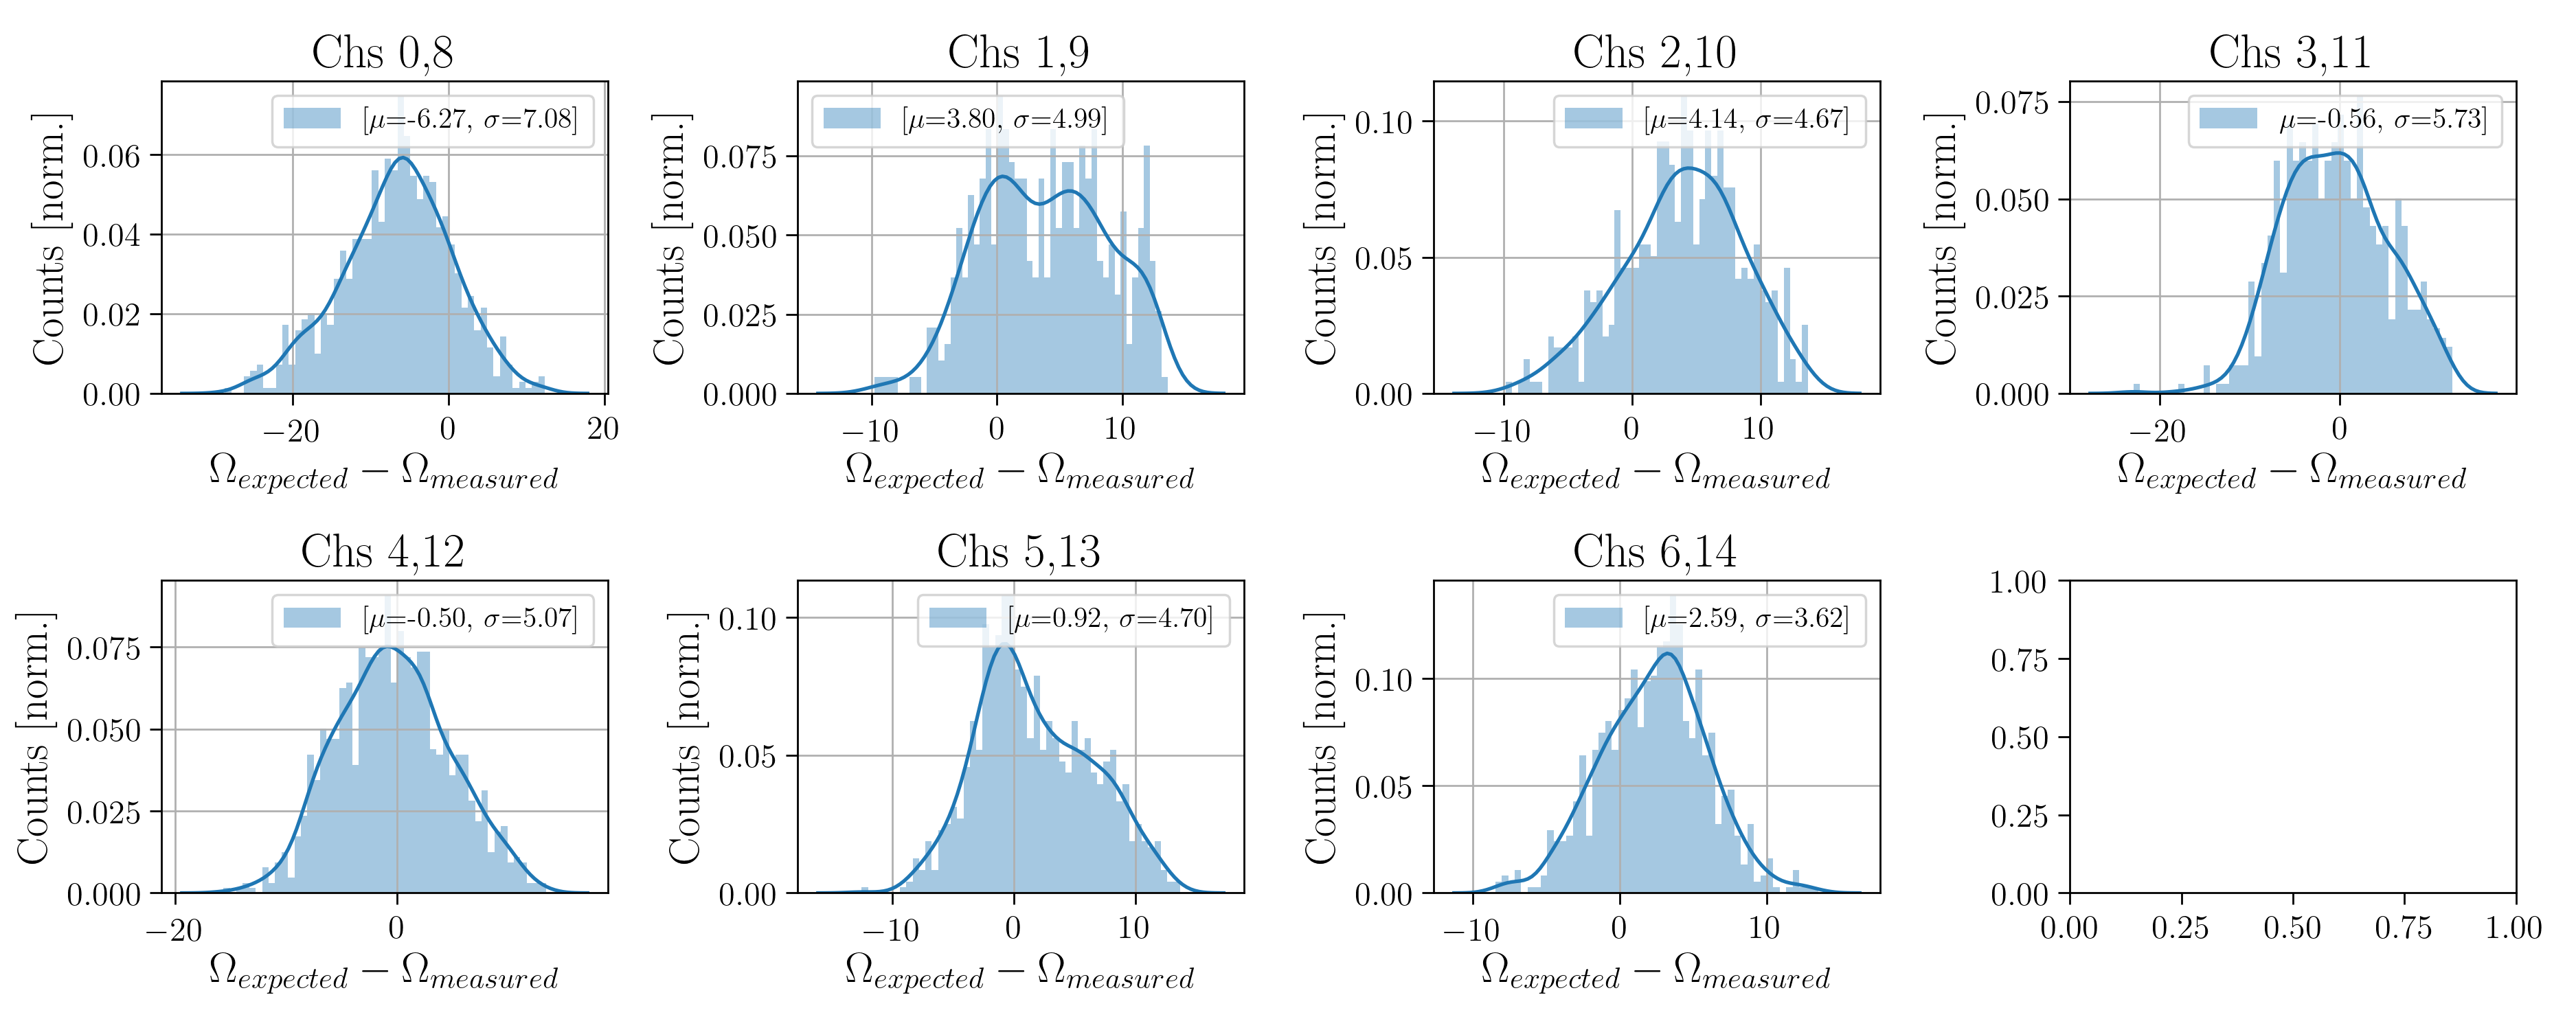 Chs 0,8
Counts [norm.]
0.06
0.04
0.02
0.00
[μ=-6.27, σ=7.08]
−20 0 20
Ω_expected − Ω_measured
Chs 1,9
Counts [norm.]
0.075
0.050
0.025
0.000
[μ=3.80, σ=4.99]
−10 0 10
Ω_expected − Ω_measured
Chs 2,10
Counts [norm.]
0.10
0.05
0.00
[μ=4.14, σ=4.67]
−10 0 10
Ω_expected − Ω_measured
Chs 3,11
Counts [norm.]
0.075
0.050
0.025
0.000
μ=-0.56, σ=5.73]
−20 0
Ω_expected − Ω_measured
Chs 4,12
Counts [norm.]
0.075
0.050
0.025
0.000
[μ=-0.50, σ=5.07]
−20 0
Ω_expected − Ω_measured
Chs 5,13
Counts [norm.]
0.10
0.05
0.00
[μ=0.92, σ=4.70]
−10 0 10
Ω_expected − Ω_measured
Chs 6,14
Counts [norm.]
0.10
0.05
0.00
[μ=2.59, σ=3.62]
−10 0 10
Ω_expected − Ω_measured
1.00
0.75
0.50
0.25
0.00
0.00 0.25 0.50 0.75 1.00